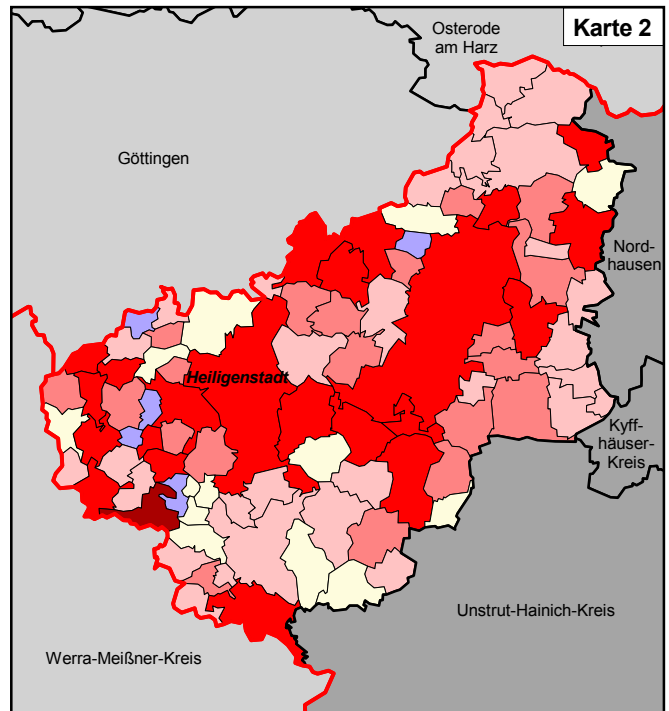 Karte 2
Osterode
am Harz
Göttingen
Nord-
hausen
Heiligenstadt
Kyff-
häuser-
Kreis
Unstrut-Hainich-Kreis
Werra-Meißner-Kreis